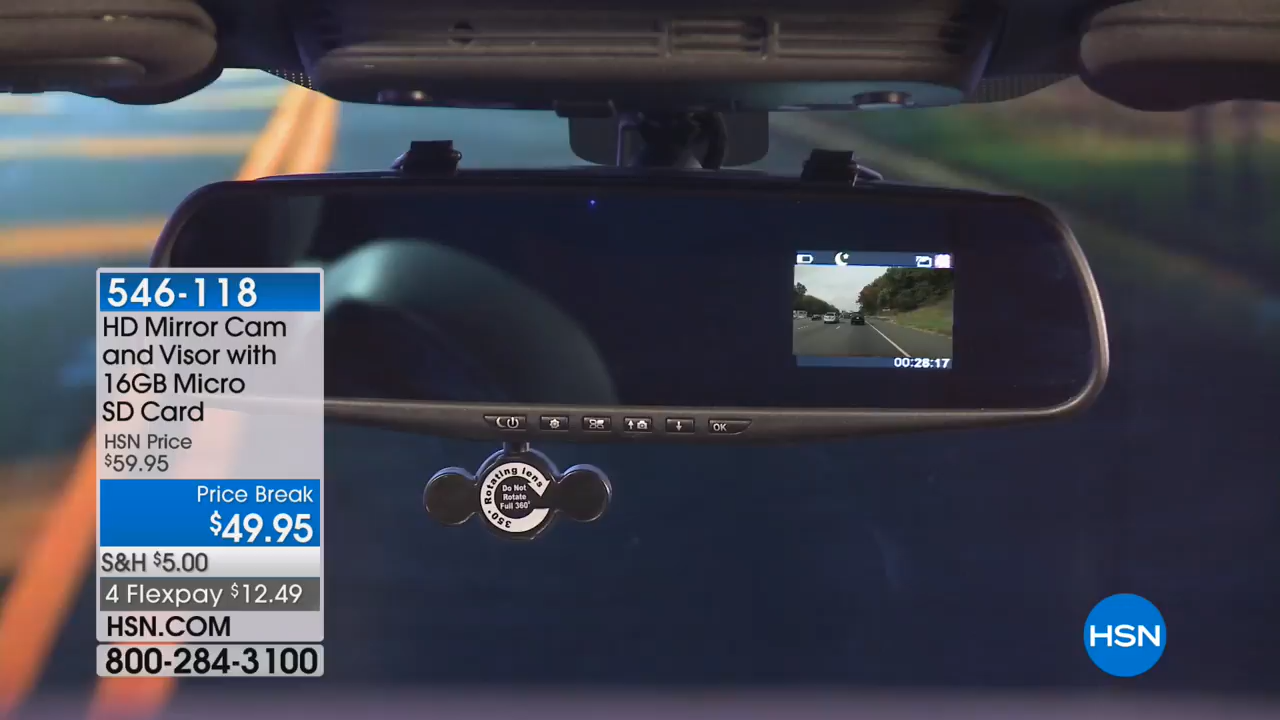 546-118
HD Mirror Cam
and Visor with
16GB Micro
SD Card
HSN Price
$59.95
Price Break
$49.95
S&H $5.00
4 Flexpay $12.49
HSN.COM
800-284-3100
00:28:17
OK
350° Rotating lens
Do Not
Rotate
Full 360°
HSN